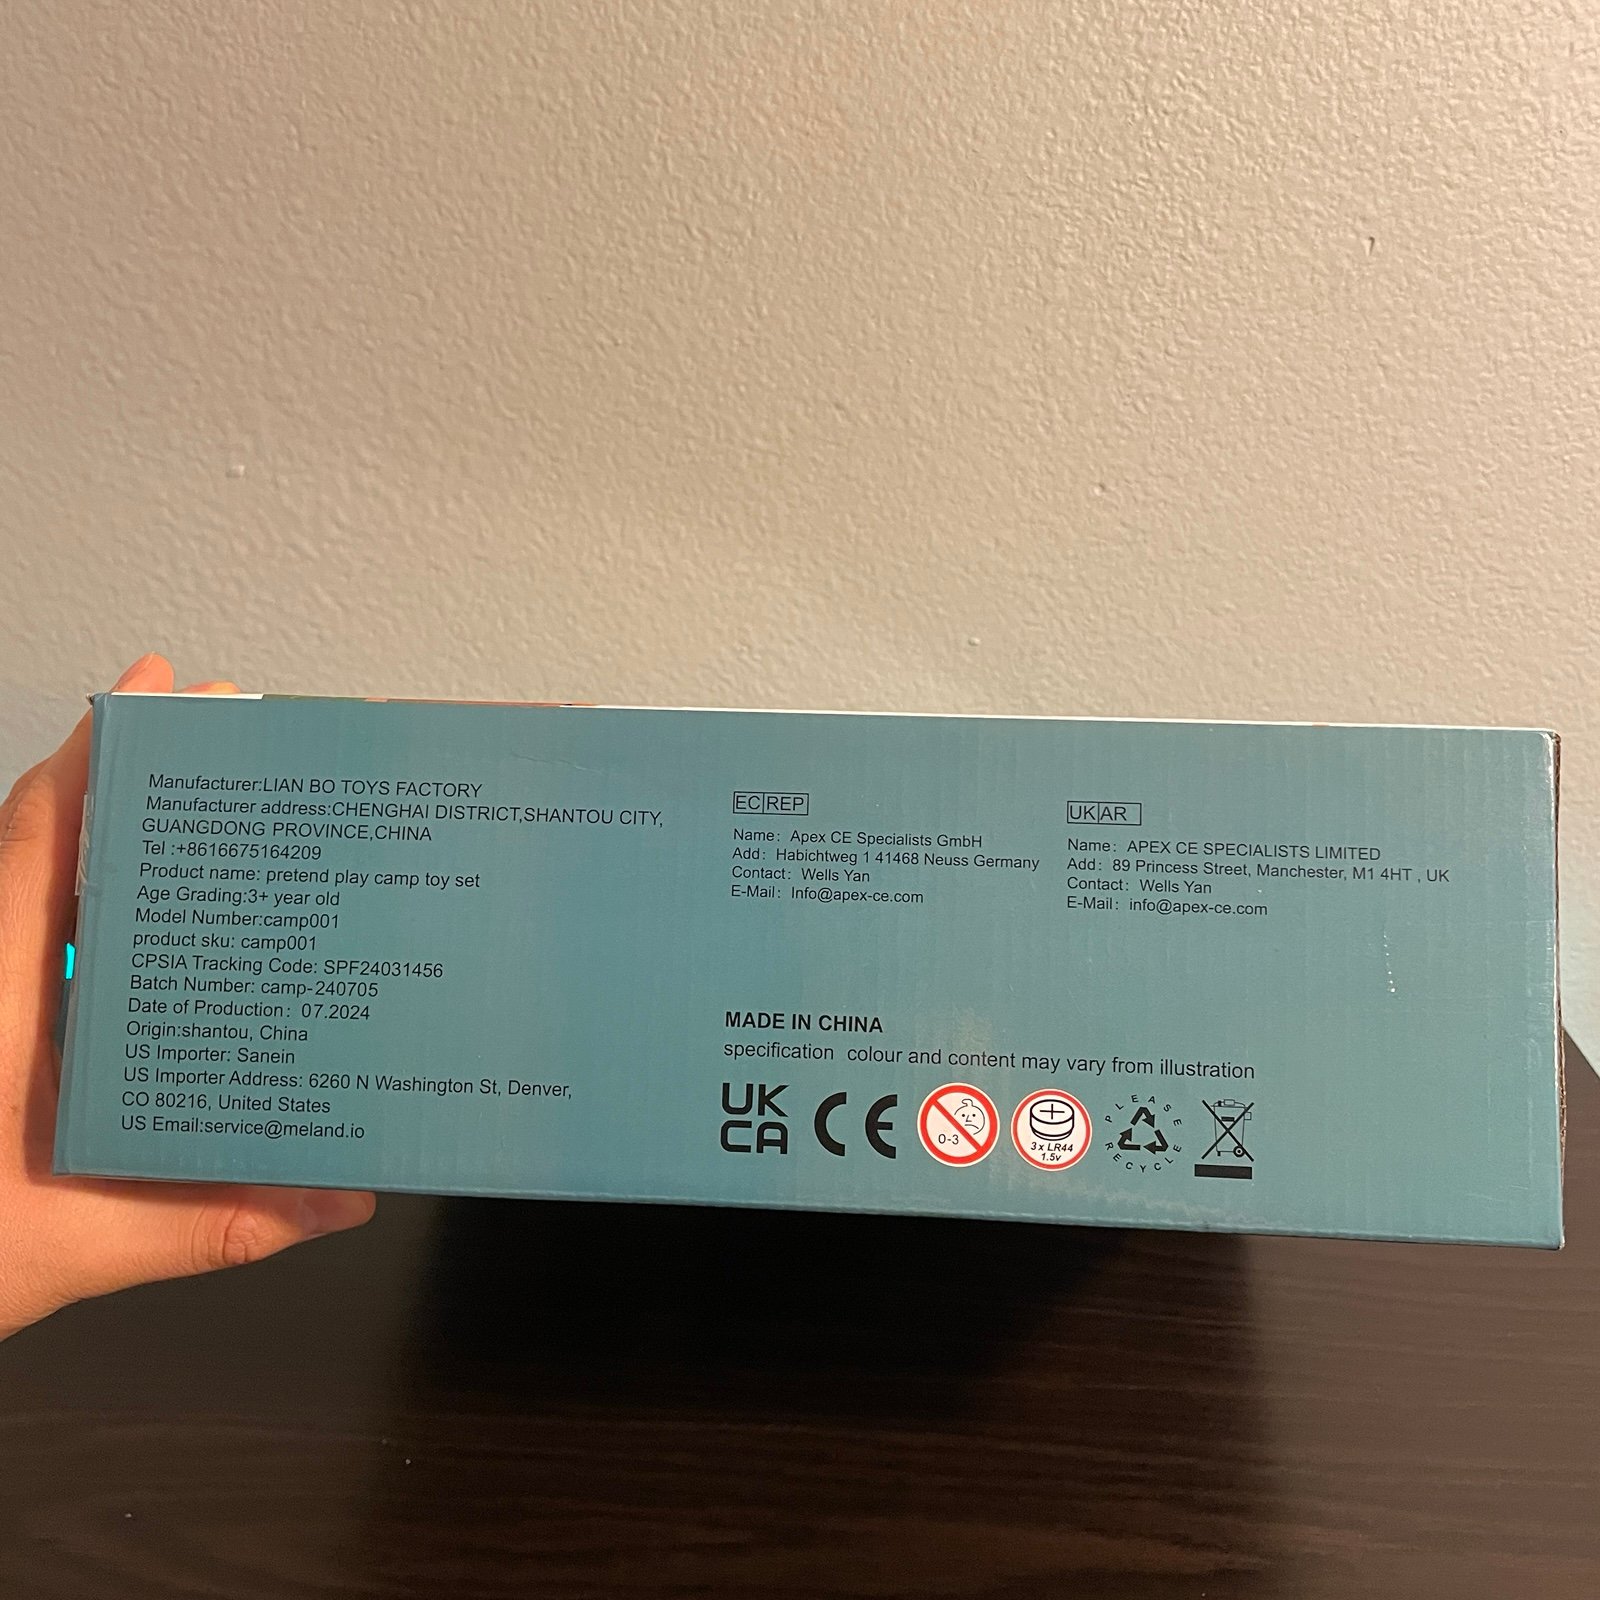 Manufacturer:LIAN BO TOYS FACTORY
Manufacturer address:CHENGHAI DISTRICT,SHANTOU CITY,
GUANGDONG PROVINCE,CHINA
Tel :+8616675164209
Product name: pretend play camp toy set
Age Grading:3+ year old
Model Number:camp001
product sku: camp001
CPSIA Tracking Code: SPF24031456
Batch Number: camp-240705
Date of Production: 07.2024
Origin:shantou, China
US Importer: Sanein
US Importer Address: 6260 N Washington St, Denver,
CO 80216, United States
US Email:service@meland.io
EC REP
Name: Apex CE Specialists GmbH
Add: Habichtweg 1 41468 Neuss Germany
Contact: Wells Yan
E-Mail: Info@apex-ce.com
UK AR
Name: APEX CE SPECIALISTS LIMITED
Add: 89 Princess Street, Manchester, M1 4HT , UK
Contact: Wells Yan
E-Mail: info@apex-ce.com
MADE IN CHINA
specification colour and content may vary from illustration
UK
CA
CE
0-3
3 x LR44
1.5v
PLEASE
RECYCLE